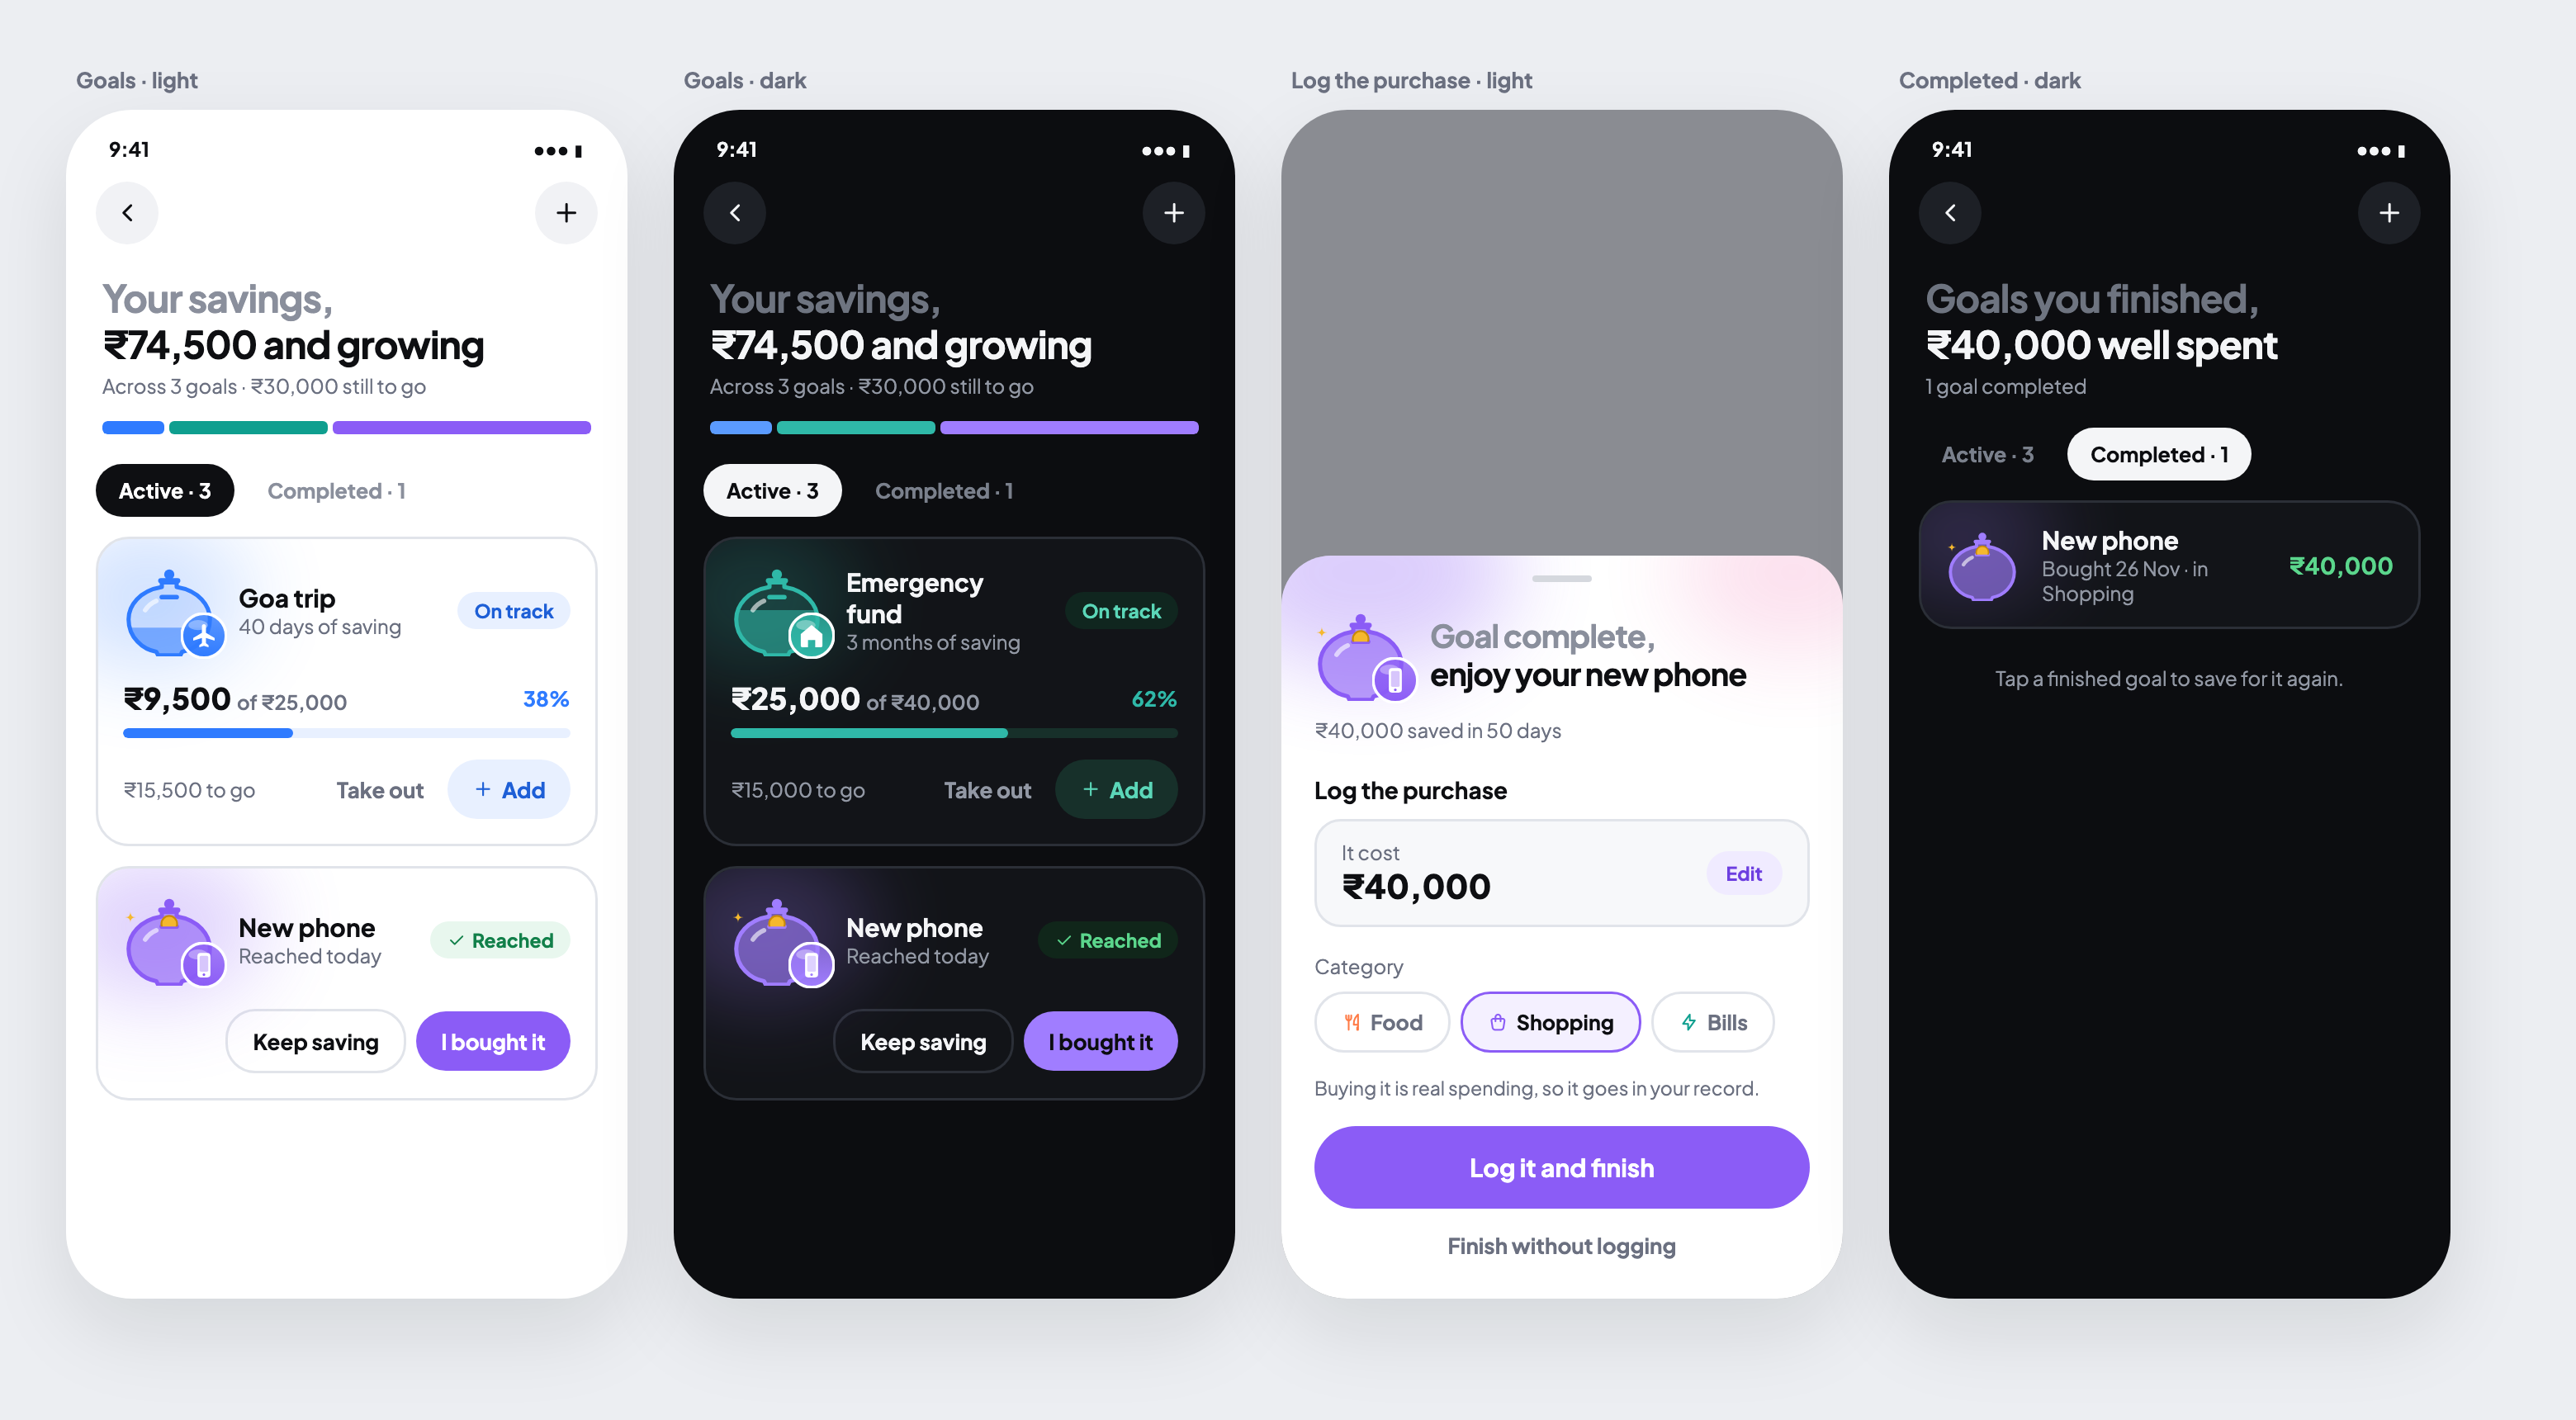 Goals · light
9:41
Your savings,
₹74,500 and growing
Across 3 goals · ₹30,000 still to go
Active · 3
Completed · 1
Goa trip
40 days of saving
On track
₹9,500 of ₹25,000
38%
₹15,500 to go
Take out
+ Add
New phone
Reached today
✓ Reached
Keep saving
I bought it
Goals · dark
9:41
Your savings,
₹74,500 and growing
Across 3 goals · ₹30,000 still to go
Active · 3
Completed · 1
Emergency
fund
3 months of saving
On track
₹25,000 of ₹40,000
62%
₹15,000 to go
Take out
+ Add
New phone
Reached today
✓ Reached
Keep saving
I bought it
Log the purchase · light
Goal complete,
enjoy your new phone
₹40,000 saved in 50 days
Log the purchase
It cost
₹40,000
Edit
Category
Food
Shopping
Bills
Buying it is real spending, so it goes in your record.
Log it and finish
Finish without logging
Completed · dark
9:41
Goals you finished,
₹40,000 well spent
1 goal completed
Active · 3
Completed · 1
New phone
Bought 26 Nov · in
Shopping
₹40,000
Tap a finished goal to save for it again.